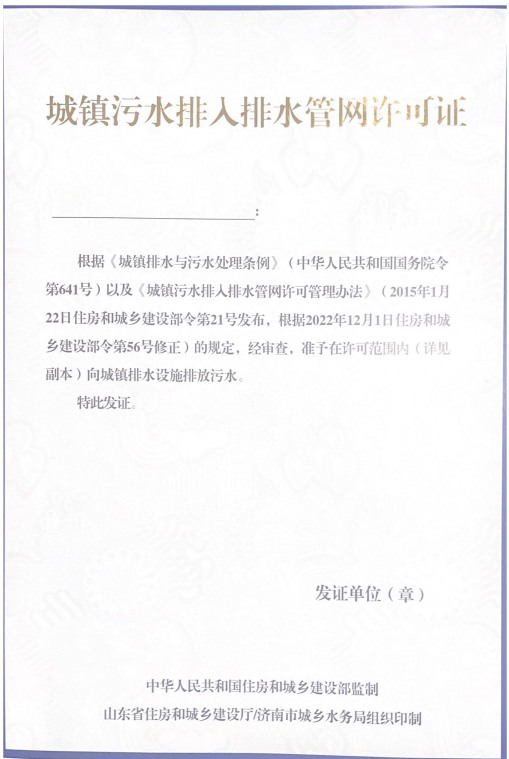 城镇污水排入排水管网许可证
：
根据《城镇排水与污水处理条例》（中华人民共和国国务院令
第641号）以及《城镇污水排入排水管网许可管理办法》（2015年1月
22日住房和城乡建设部令第21号发布，根据2022年12月1日住房和城
乡建设部令第56号修正）的规定，经审查，准予在许可范围内（详见
副本）向城镇排水设施排放污水。
特此发证。
发证单位（章）
中华人民共和国住房和城乡建设部监制
山东省住房和城乡建设厅/济南市城乡水务局组织印制